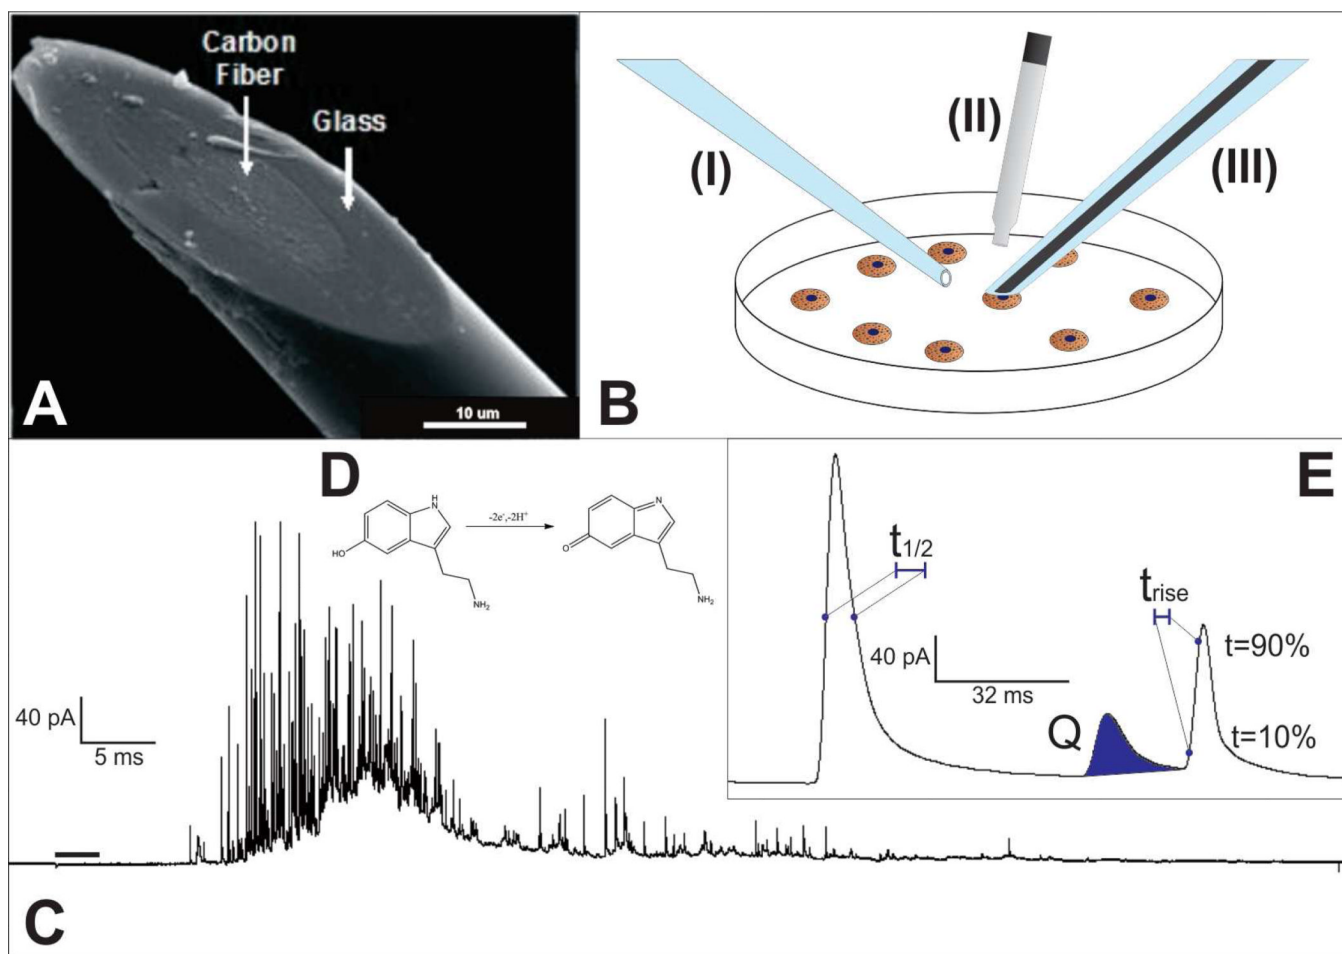 Carbon
Fiber
Glass
10 um
A
(I)
(II)
(III)
B
D
H
N
-2e⁻,-2H⁺
N
HO
O
NH₂
NH₂
40 pA
5 ms
C
E
t1/2
trise
40 pA
32 ms
t=90%
Q
t=10%